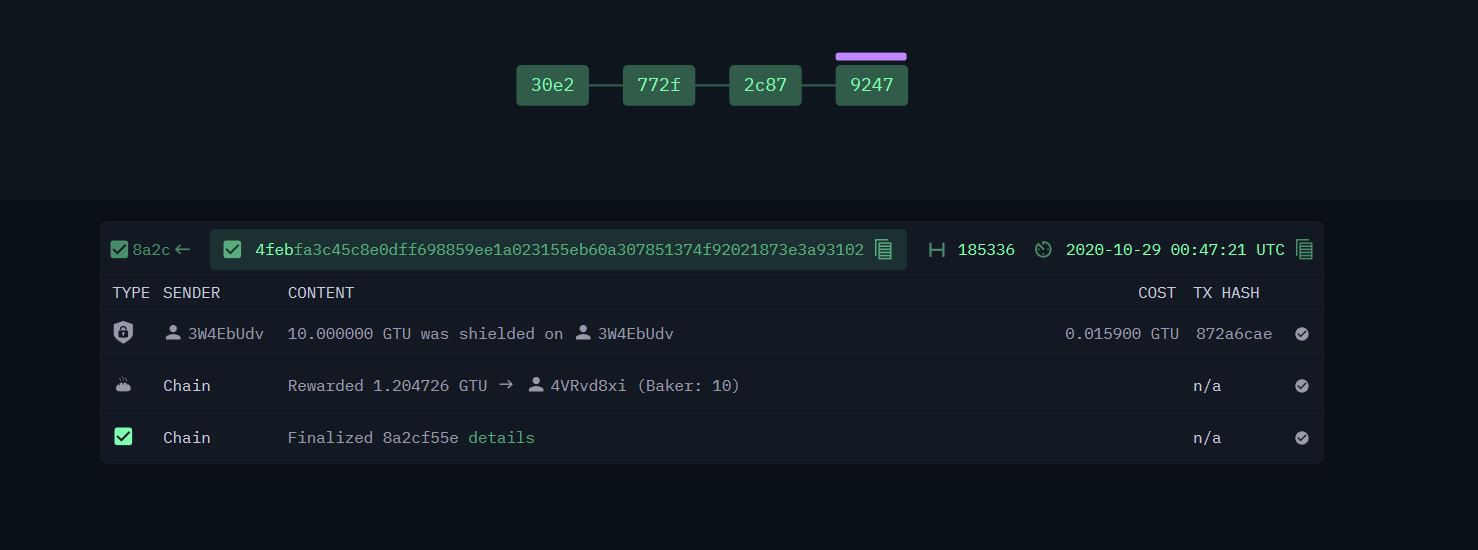 30e2 772f 2c87 9247
8a2c ← 4febfa3c45c8e0dff698859ee1a023155eb60a307851374f92021873e3a93102 185336 2020-10-29 00:47:21 UTC
TYPE SENDER CONTENT COST TX HASH
3W4EbUdv 10.000000 GTU was shielded on 3W4EbUdv 0.015900 GTU 872a6cae
Chain Rewarded 1.204726 GTU → 4VRvd8xi (Baker: 10) n/a
Chain Finalized 8a2cf55e details n/a